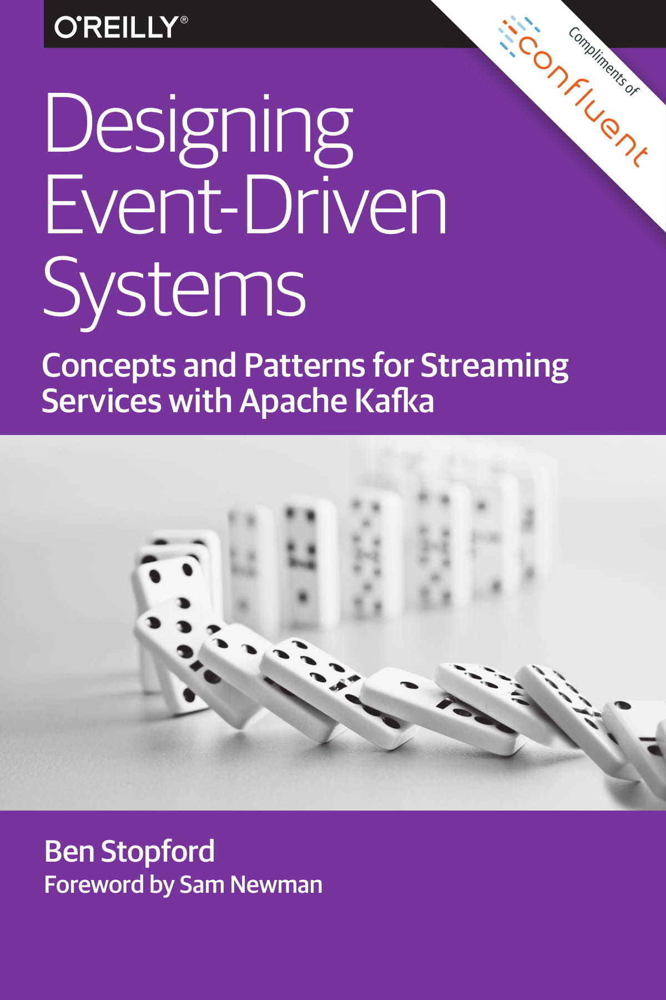 O'REILLY®
Compliments of
confluent
Designing
Event-Driven
Systems
Concepts and Patterns for Streaming
Services with Apache Kafka
Ben Stopford
Foreword by Sam Newman